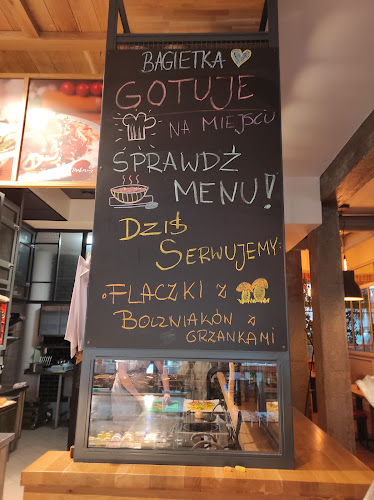 BAGIETKA
GOTUJE
NA MIEJSCU
SPRAWDŹ
MENU!
DZIŚ
SERWUJEMY:
.FLACZKI Z
BOCZNIAKÓW Z
GRZANKAMI